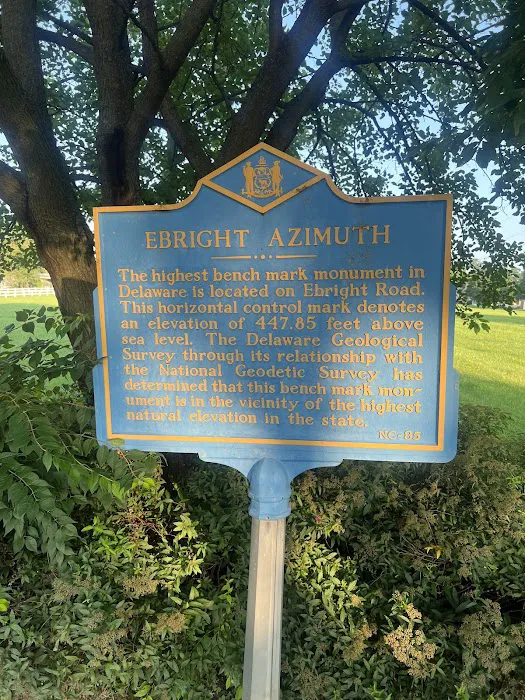 EBRIGHT AZIMUTH
The highest bench mark monument in
Delaware is located on Ebright Road.
This horizontal control mark denotes
an elevation of 447.85 feet above
sea level. The Delaware Geological
Survey through its relationship with
the National Geodetic Survey has
determined that this bench mark mon-
ument is in the vicinity of the highest
natural elevation in the state.
NC-125